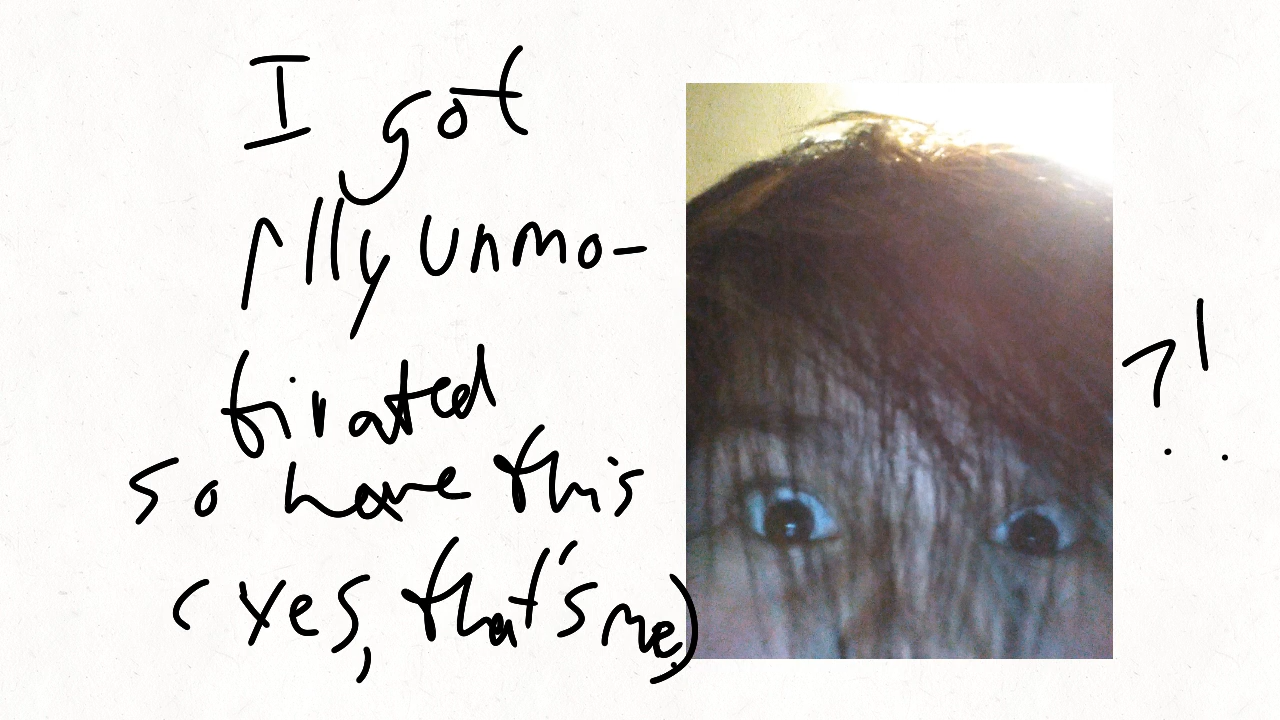 I got
rlly unmo-
tivated
so have this
(yes, that's me.)
?!